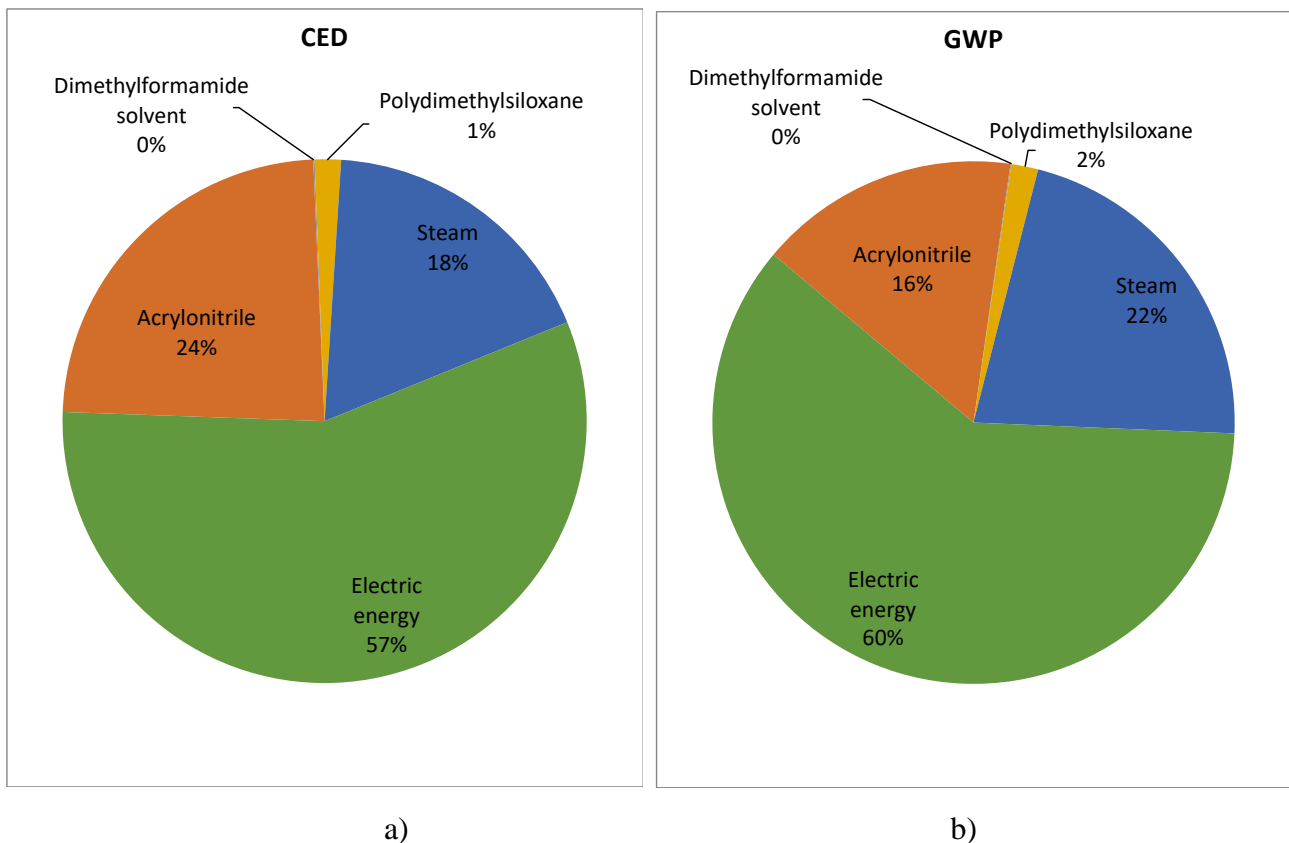 CED
Dimethylformamide
solvent
0%
Polydimethylsiloxane
1%
Steam
18%
Acrylonitrile
24%
Electric
energy
57%
a)
GWP
Dimethylformamide
solvent
0%
Polydimethylsiloxane
2%
Acrylonitrile
16%
Steam
22%
Electric
energy
60%
b)